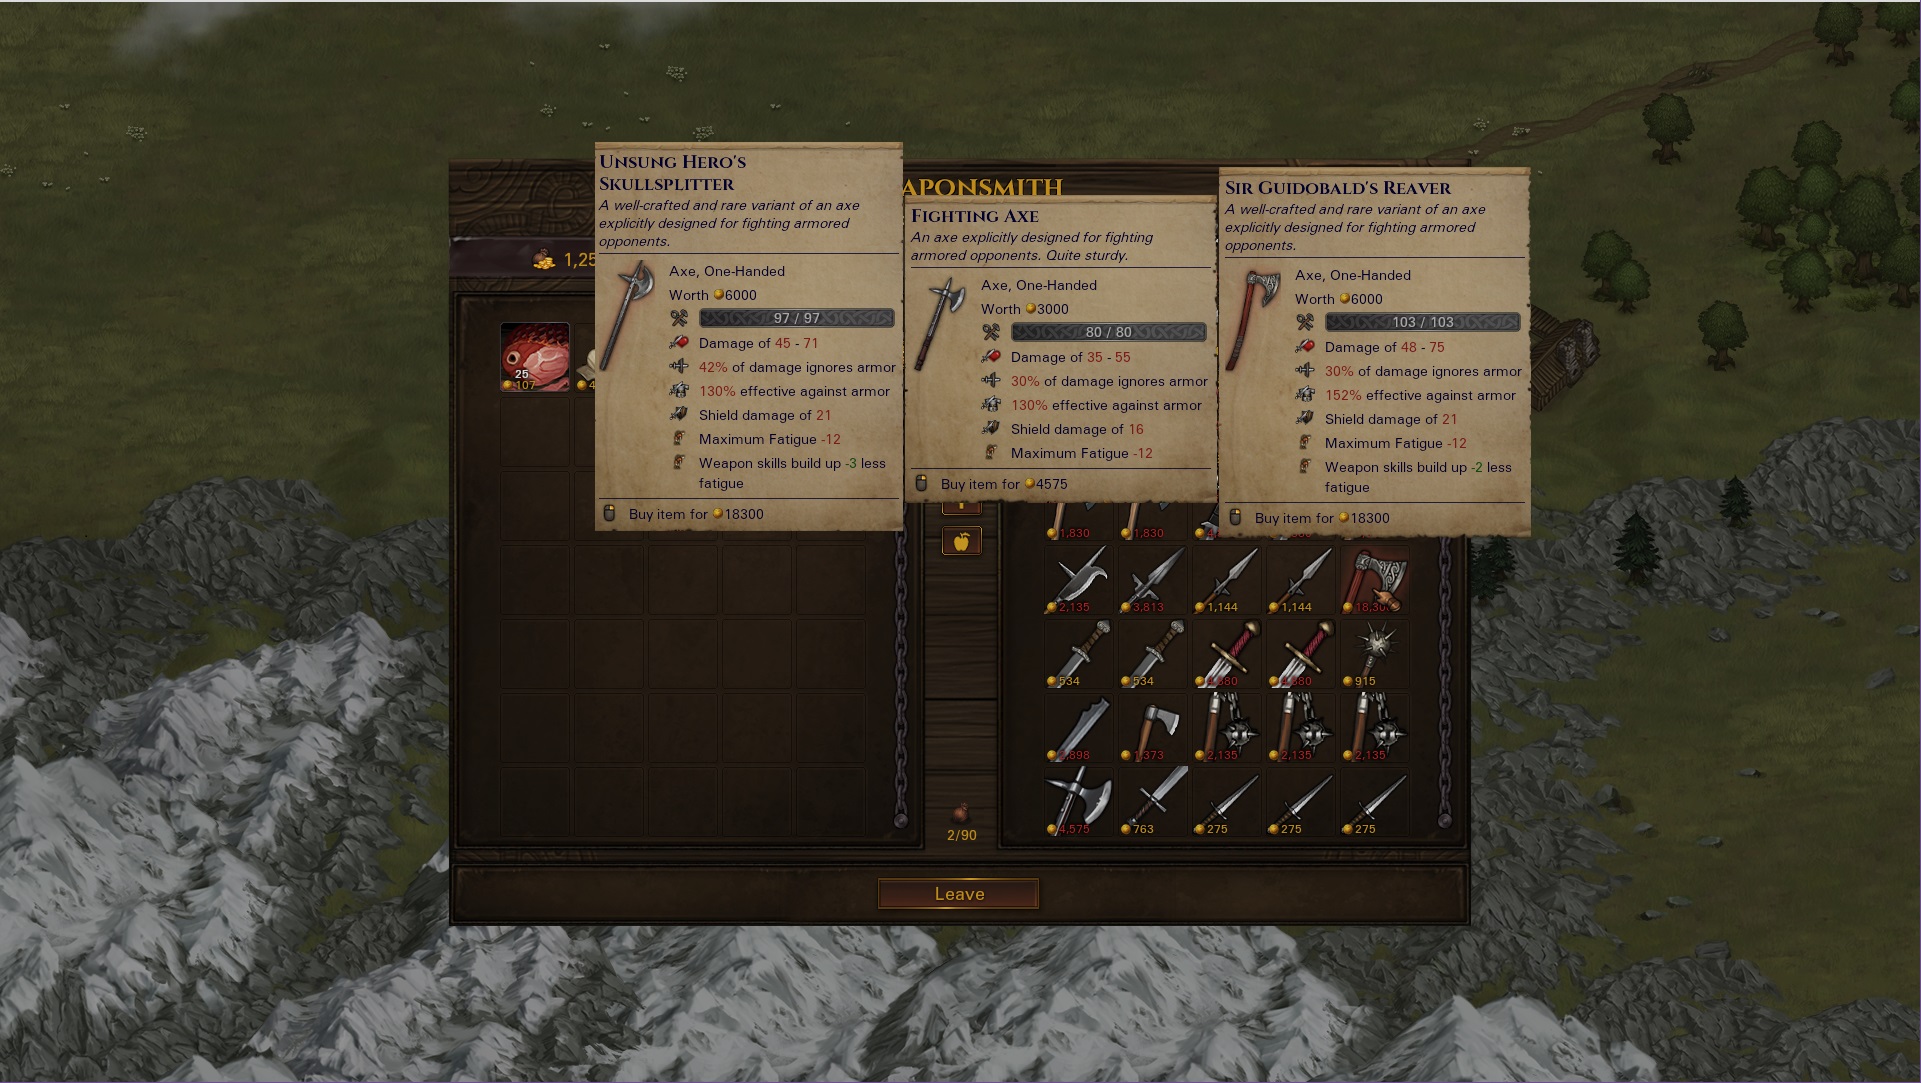 UNSUNG HERO'S
SKULLSPLITTER
A well-crafted and rare variant of an axe
explicitly designed for fighting armored
opponents.
Axe, One-Handed
Worth 6000
97 / 97
Damage of 45 - 71
42% of damage ignores armor
130% effective against armor
Shield damage of 21
Maximum Fatigue -12
Weapon skills build up -3 less
fatigue
Buy item for 18300
APONSMITH
FIGHTING AXE
An axe explicitly designed for fighting
armored opponents. Quite sturdy.
Axe, One-Handed
Worth 3000
80 / 80
Damage of 35 - 55
30% of damage ignores armor
130% effective against armor
Shield damage of 16
Maximum Fatigue -12
Buy item for 4575
SIR GUIDOBALD'S REAVER
A well-crafted and rare variant of an axe
explicitly designed for fighting armored
opponents.
Axe, One-Handed
Worth 6000
103 / 103
Damage of 48 - 75
30% of damage ignores armor
152% effective against armor
Shield damage of 21
Maximum Fatigue -12
Weapon skills build up -2 less
fatigue
Buy item for 18300
1,25
25
107
4
1,830 1,830
2,135 3,813 1,144 1,144
534 534 915
1,373 2,135 2,135 2,135
4,575 763 275 275 275
2/90
Leave